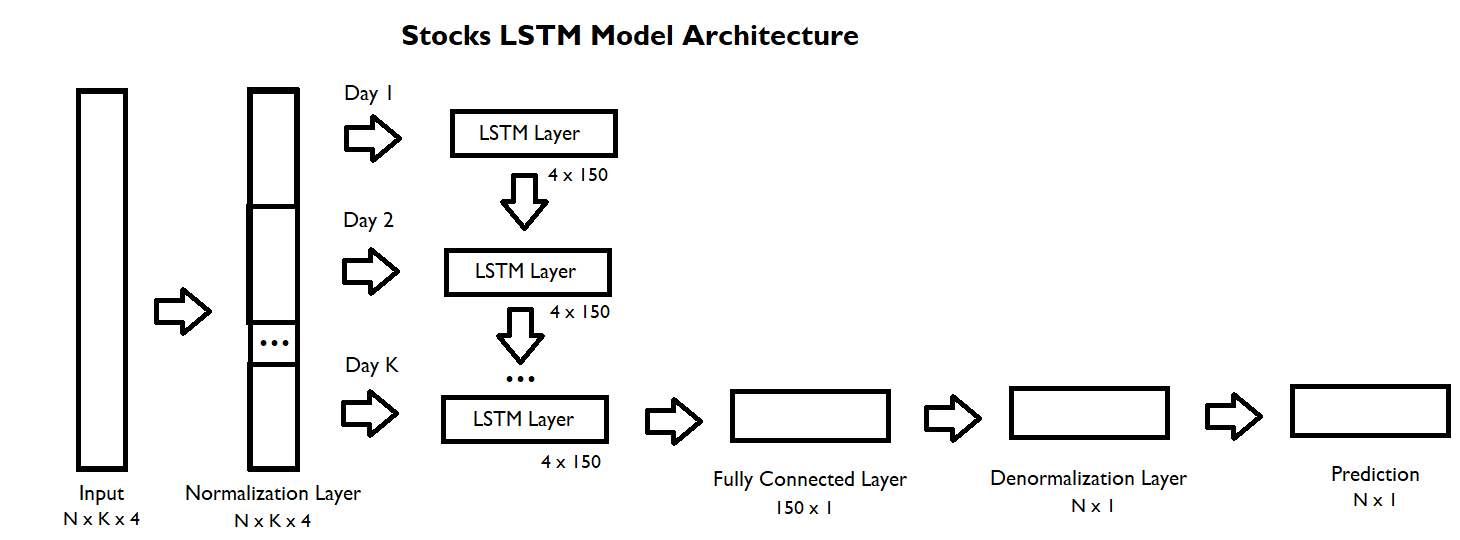 Stocks LSTM Model Architecture
Day 1
LSTM Layer
4 x 150
Day 2
LSTM Layer
4 x 150
...
Day K
...
LSTM Layer
4 x 150
Input
N x K x 4
Normalization Layer
N x K x 4
Fully Connected Layer
150 x 1
Denormalization Layer
N x 1
Prediction
N x 1